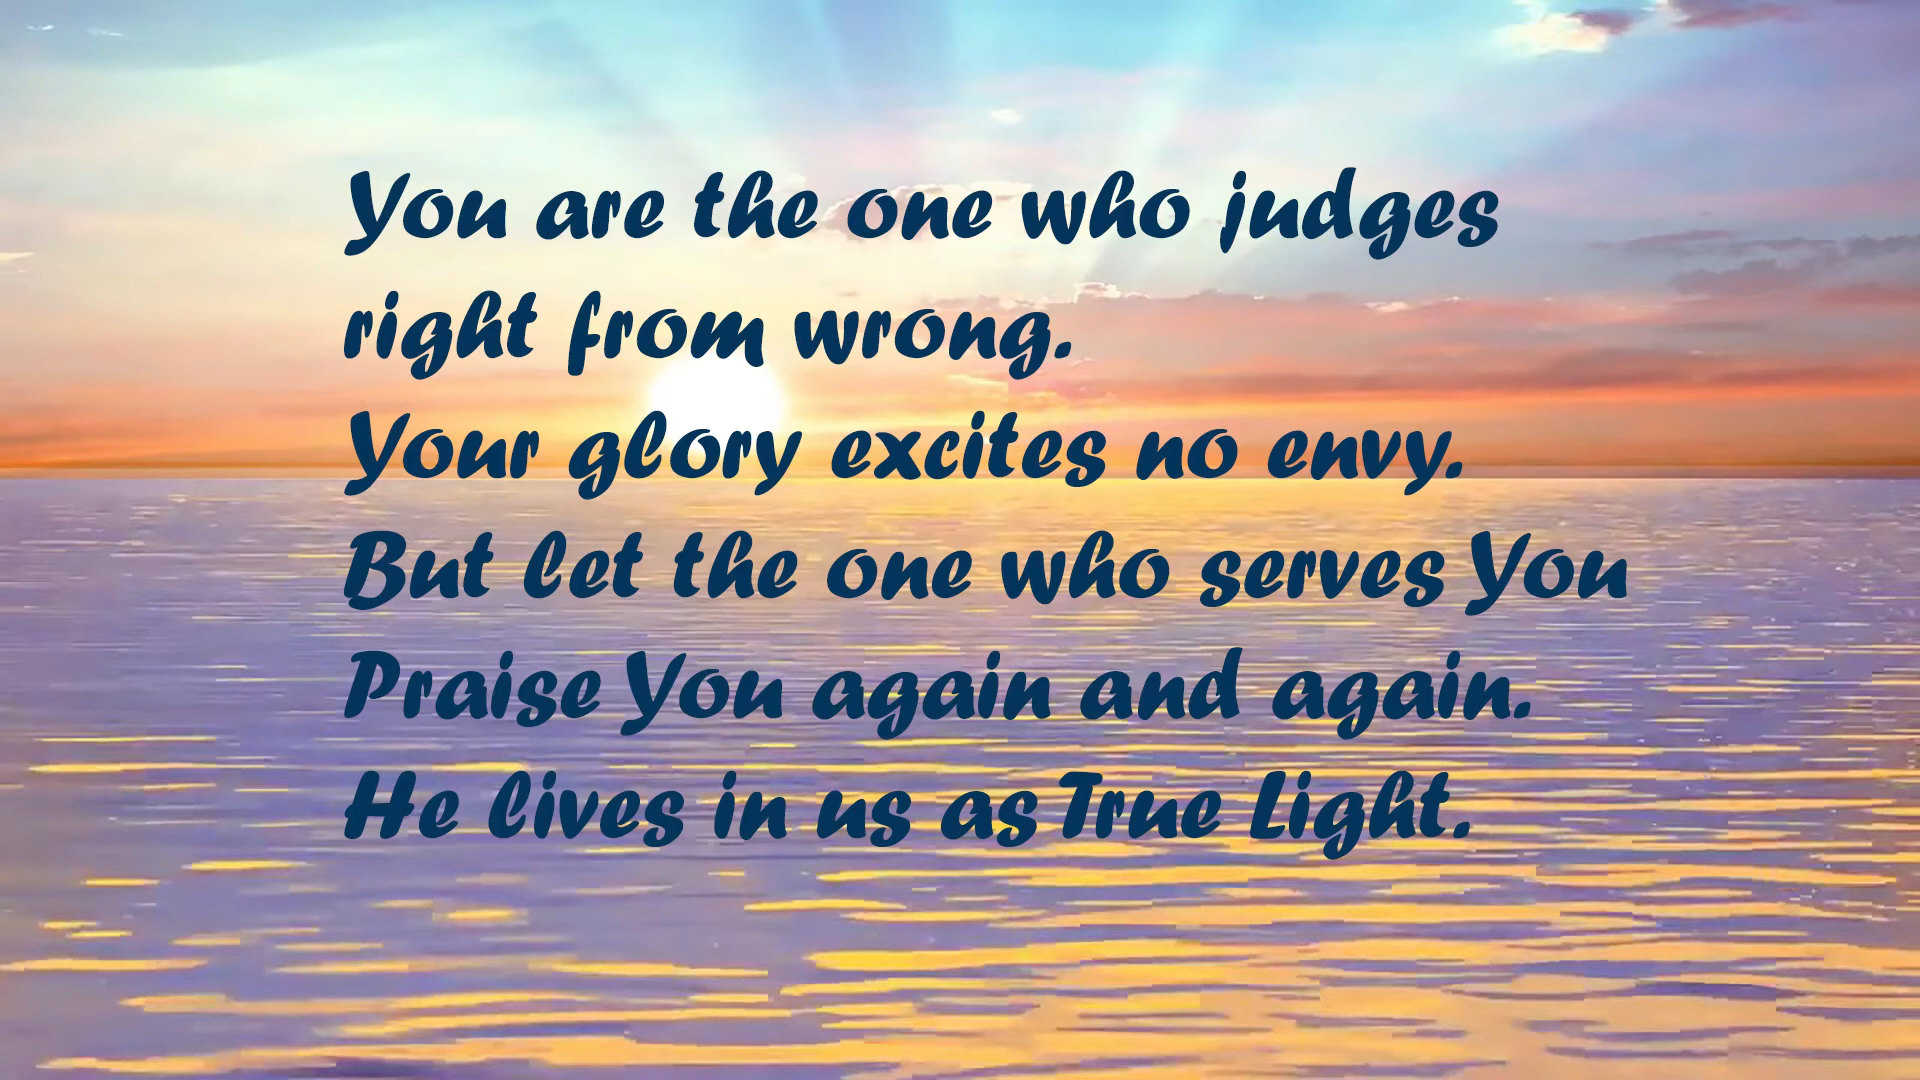 You are the one who judges
right from wrong.
Your glory excites no envy.
But let the one who serves You
Praise You again and again.
He lives in us as True Light.